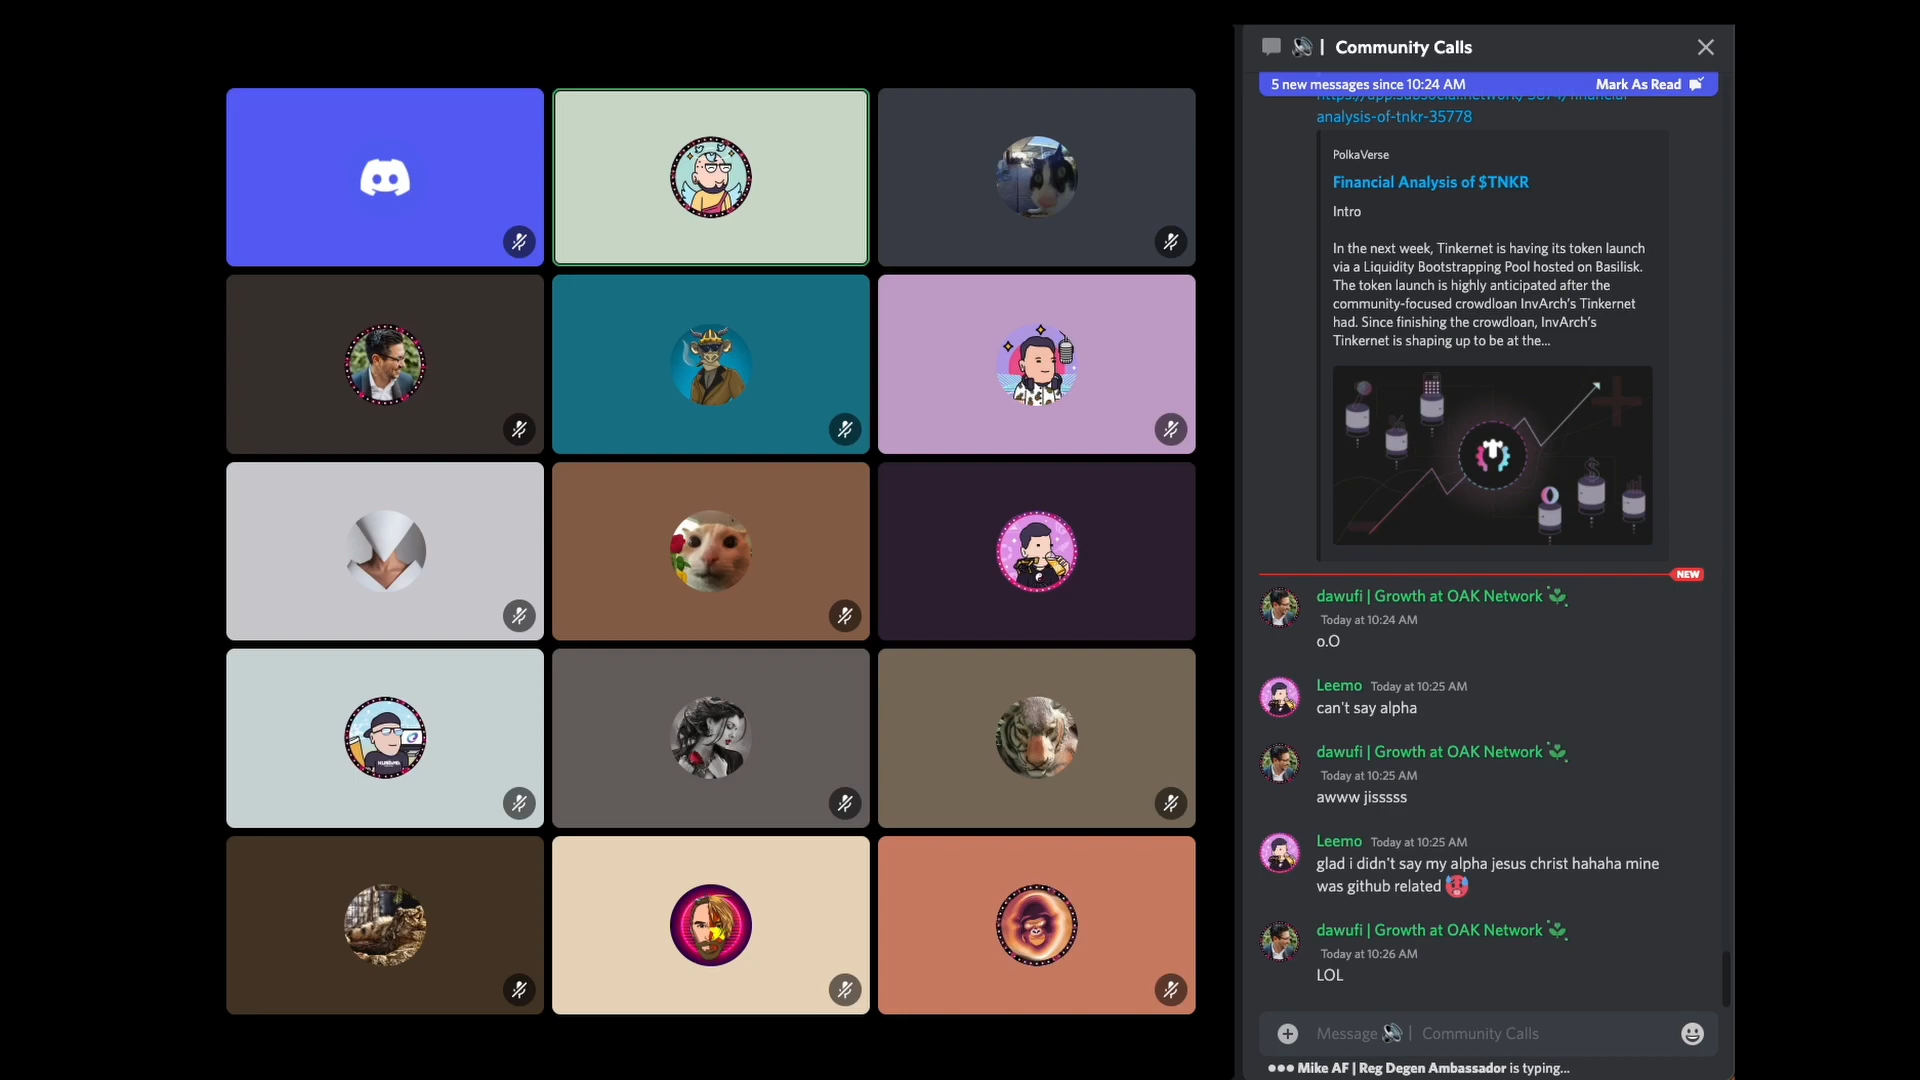 Community Calls
5 new messages since 10:24 AM Mark As Read
analysis-of-tnkr-35778
PolkaVerse
Financial Analysis of $TNKR
Intro
In the next week, Tinkernet is having its token launch
via a Liquidity Bootstrapping Pool hosted on Basilisk.
The token launch is highly anticipated after the
community-focused crowdloan InvArch's Tinkernet
had. Since finishing the crowdloan, InvArch's
Tinkernet is shaping up to be at the...
NEW
dawufi | Growth at OAK Network
Today at 10:24 AM
o.O
Leemo Today at 10:25 AM
can't say alpha
dawufi | Growth at OAK Network
Today at 10:25 AM
awww jisssss
Leemo Today at 10:25 AM
glad i didn't say my alpha jesus christ hahaha mine
was github related
dawufi | Growth at OAK Network
Today at 10:26 AM
LOL
Message | Community Calls
Mike AF | Reg Degen Ambassador is typing...